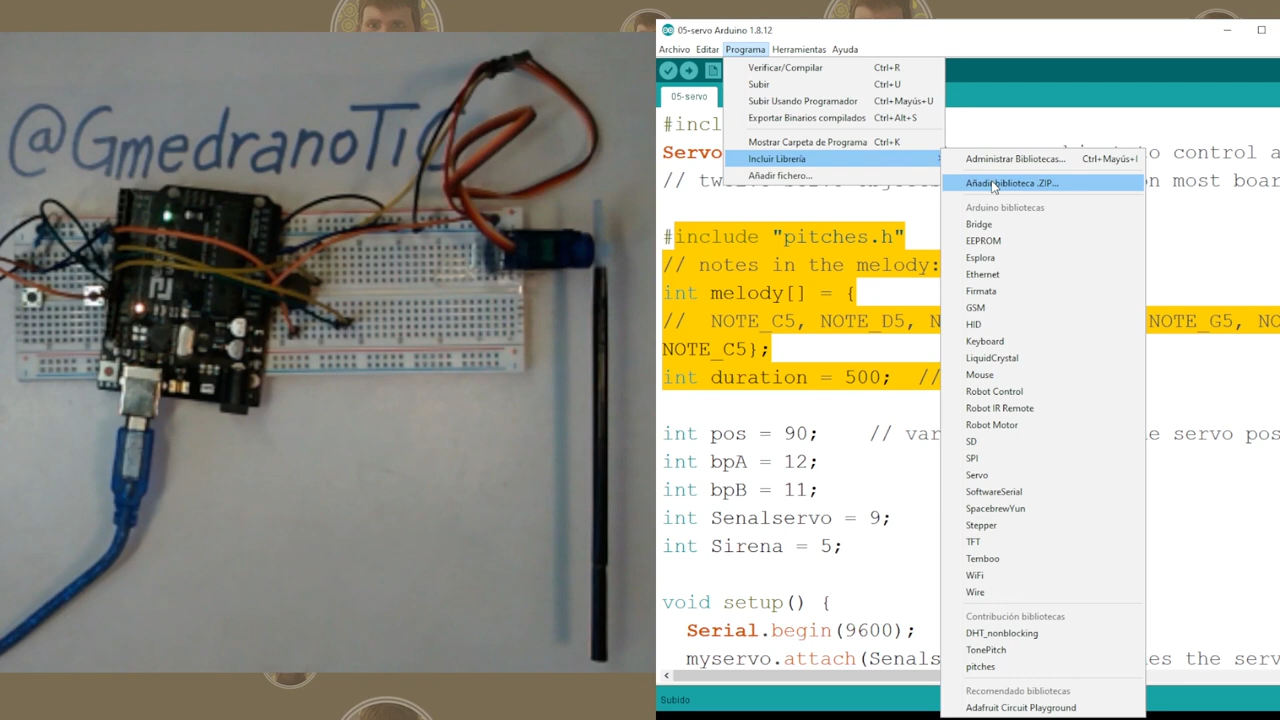 @GmedranoT
05-servo Arduino 1.8.12
Archivo Editar Programa Herramientas Ayuda
Verificar/Compilar Ctrl+R
Subir Ctrl+U
Subir Usando Programador Ctrl+Mayús+U
Exportar Binarios compilados Ctrl+Alt+S
Mostrar Carpeta de Programa Ctrl+K
Incluir Librería
Añadir fichero...
Administrar Bibliotecas... Ctrl+Mayús+I
Añadir biblioteca .ZIP...
Arduino bibliotecas
Bridge
EEPROM
Esplora
Ethernet
Firmata
GSM
HID
Keyboard
LiquidCrystal
Mouse
Robot Control
Robot IR Remote
Robot Motor
SD
SPI
Servo
SoftwareSerial
SpacebrewYun
Stepper
TFT
Temboo
WiFi
Wire
Contribución bibliotecas
DHT_nonblocking
TonePitch
pitches
Recomendado bibliotecas
Adafruit Circuit Playground
05-servo
#incl
Servo to control a
// tw on most boar
#include "pitches.h"
// notes in the melody:
int melody[] = {
// NOTE_C5, NOTE_D5, N NOTE_G5, NO
NOTE_C5};
int duration = 500; //
int pos = 90; // var e servo pos
int bpA = 12;
int bpB = 11;
int Senalservo = 9;
int Sirena = 5;
void setup() {
Serial.begin(9600);
myservo.attach(Senals es the serv
Subido